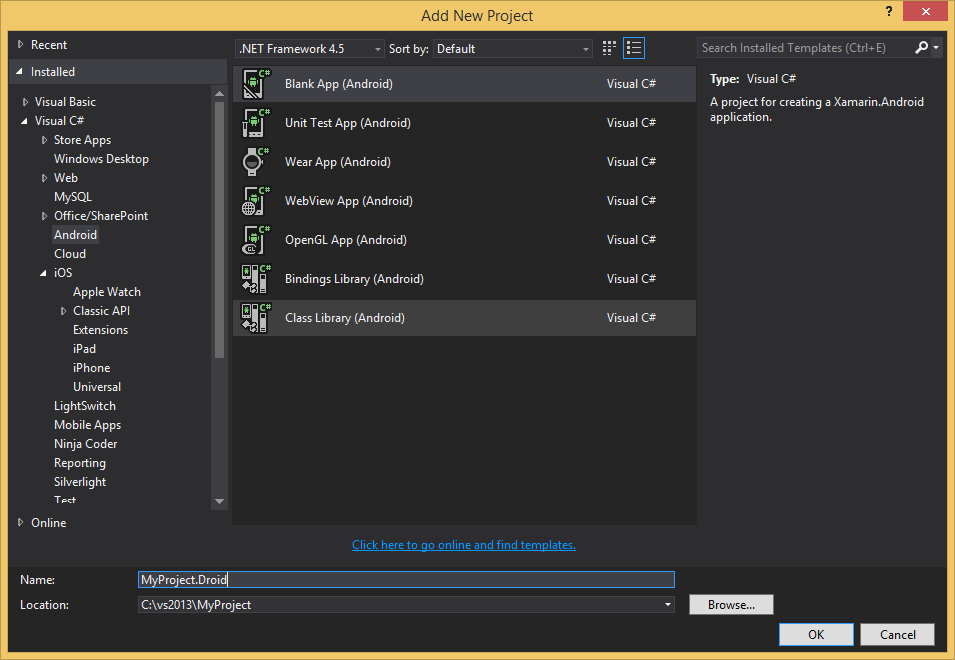 Add New Project
? ×
Recent
Installed
Visual Basic
Visual C#
Store Apps
Windows Desktop
Web
MySQL
Office/SharePoint
Android
Cloud
iOS
Apple Watch
Classic API
Extensions
iPad
iPhone
Universal
LightSwitch
Mobile Apps
Ninja Coder
Reporting
Silverlight
Test
Online
.NET Framework 4.5 Sort by: Default
Blank App (Android) Visual C#
Unit Test App (Android) Visual C#
Wear App (Android) Visual C#
WebView App (Android) Visual C#
OpenGL App (Android) Visual C#
Bindings Library (Android) Visual C#
Class Library (Android) Visual C#
Click here to go online and find templates.
Search Installed Templates (Ctrl+E)
Type: Visual C#
A project for creating a Xamarin.Android
application.
Name: MyProject.Droid
Location: C:\vs2013\MyProject Browse...
OK Cancel